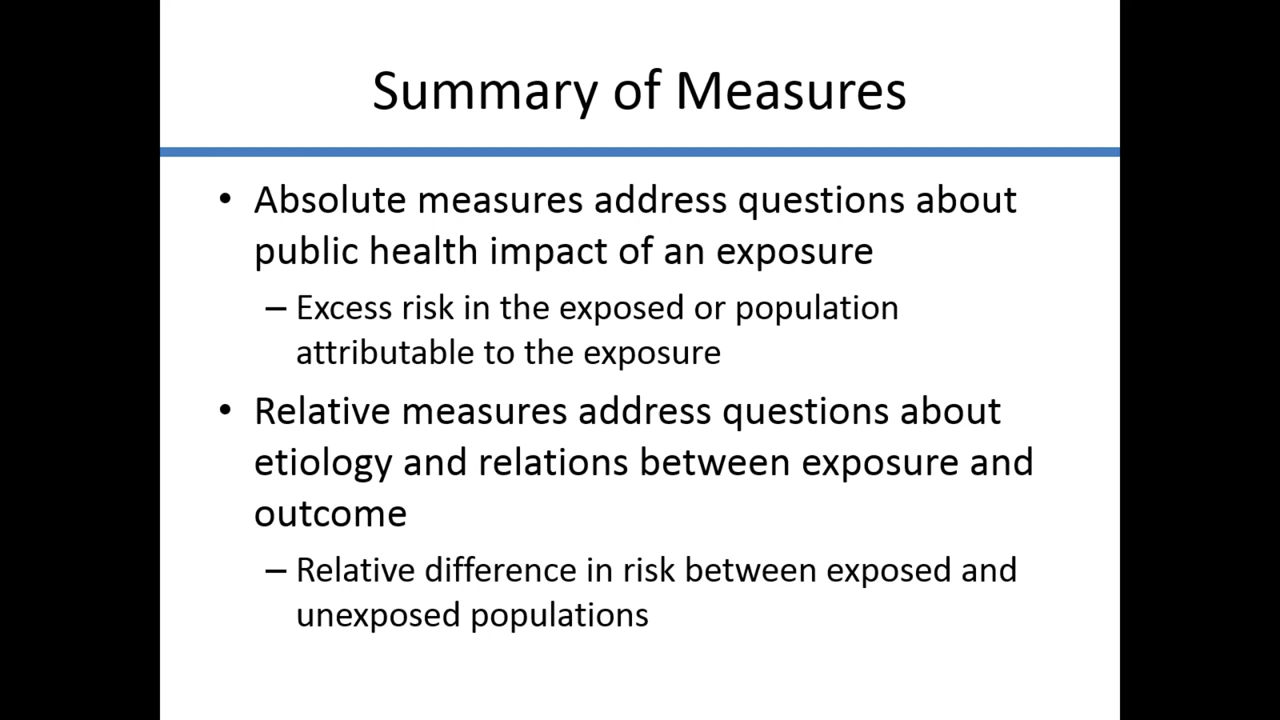 Summary of Measures
• Absolute measures address questions about
public health impact of an exposure
– Excess risk in the exposed or population
attributable to the exposure
• Relative measures address questions about
etiology and relations between exposure and
outcome
– Relative difference in risk between exposed and
unexposed populations